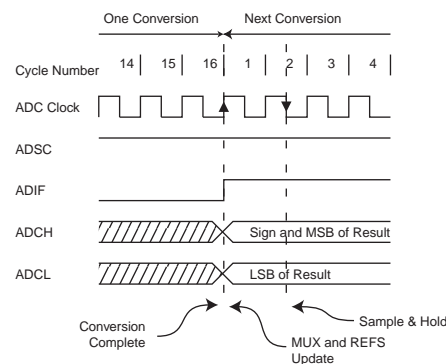 One Conversion Next Conversion
Cycle Number 14 15 16 1 2 3 4
ADC Clock
ADSC
ADIF
ADCH Sign and MSB of Result
ADCL LSB of Result
Sample & Hold
Conversion
Complete
MUX and REFS
Update